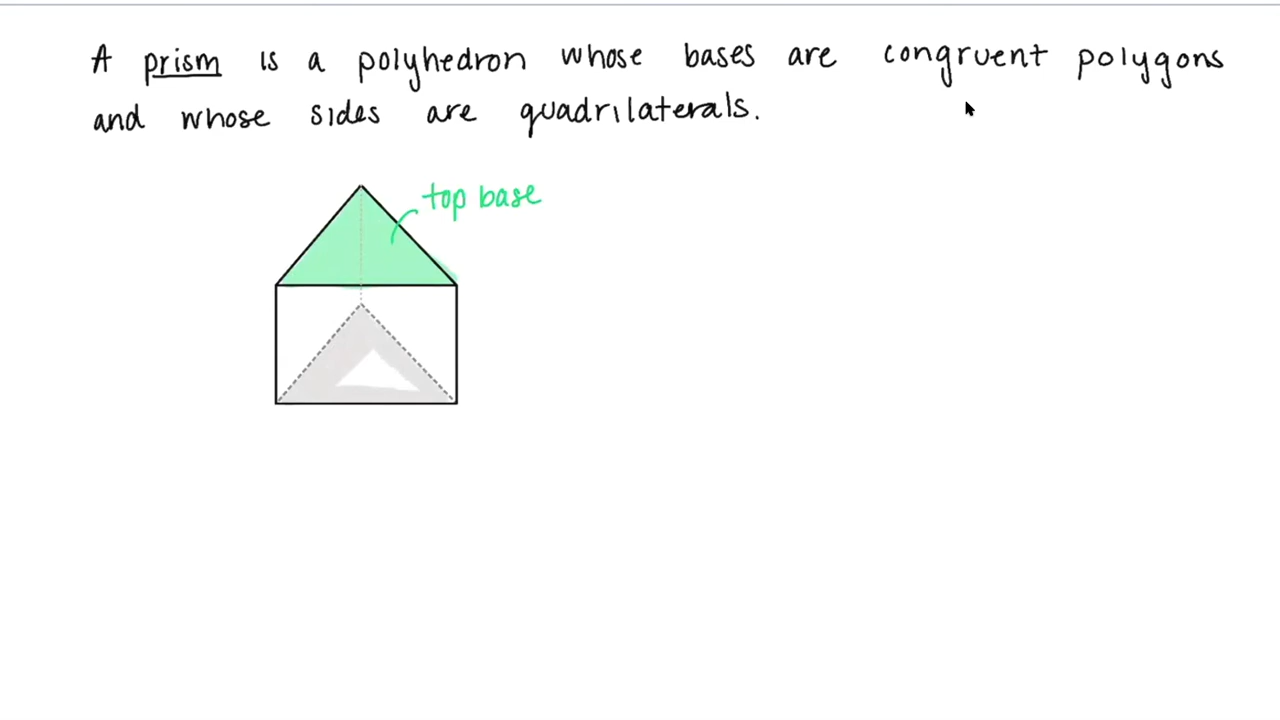 A prism is a polyhedron whose bases are congruent polygons
and whose sides are quadrilaterals.
top base